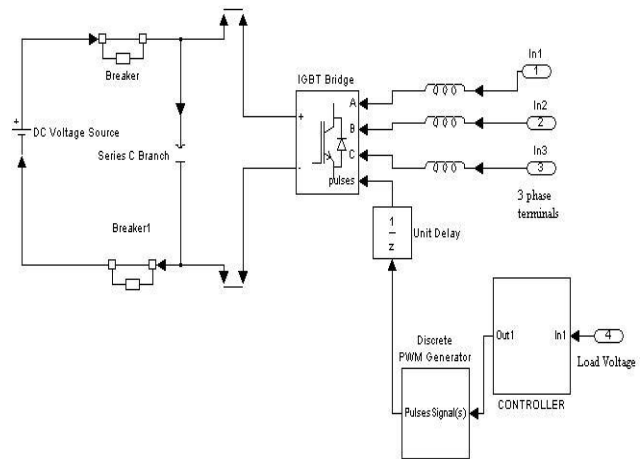 In1
1
Breaker
IGBT Bridge
A
+
In2
B
2
+
DC Voltage Source
Series C Branch
C
In3
3
-
pulses
3 phase
terminals
Breaker1
1
z
Unit Delay
Discrete
PWM Generator
Out1
In1
4
Load Voltage
Pulses Signal(s)
CONTROLLER